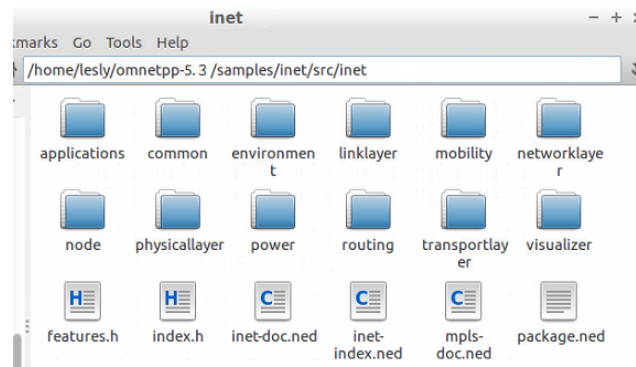 inet
marks Go Tools Help
/home/lesly/omnetpp-5.3 /samples/inet/src/inet
applications common environmen linklayer mobility networklaye
t r
node physicallayer power routing transportlay visualizer
er
H H C C C
features.h index.h inet-doc.ned inet- mpls- package.ned
index.ned doc.ned